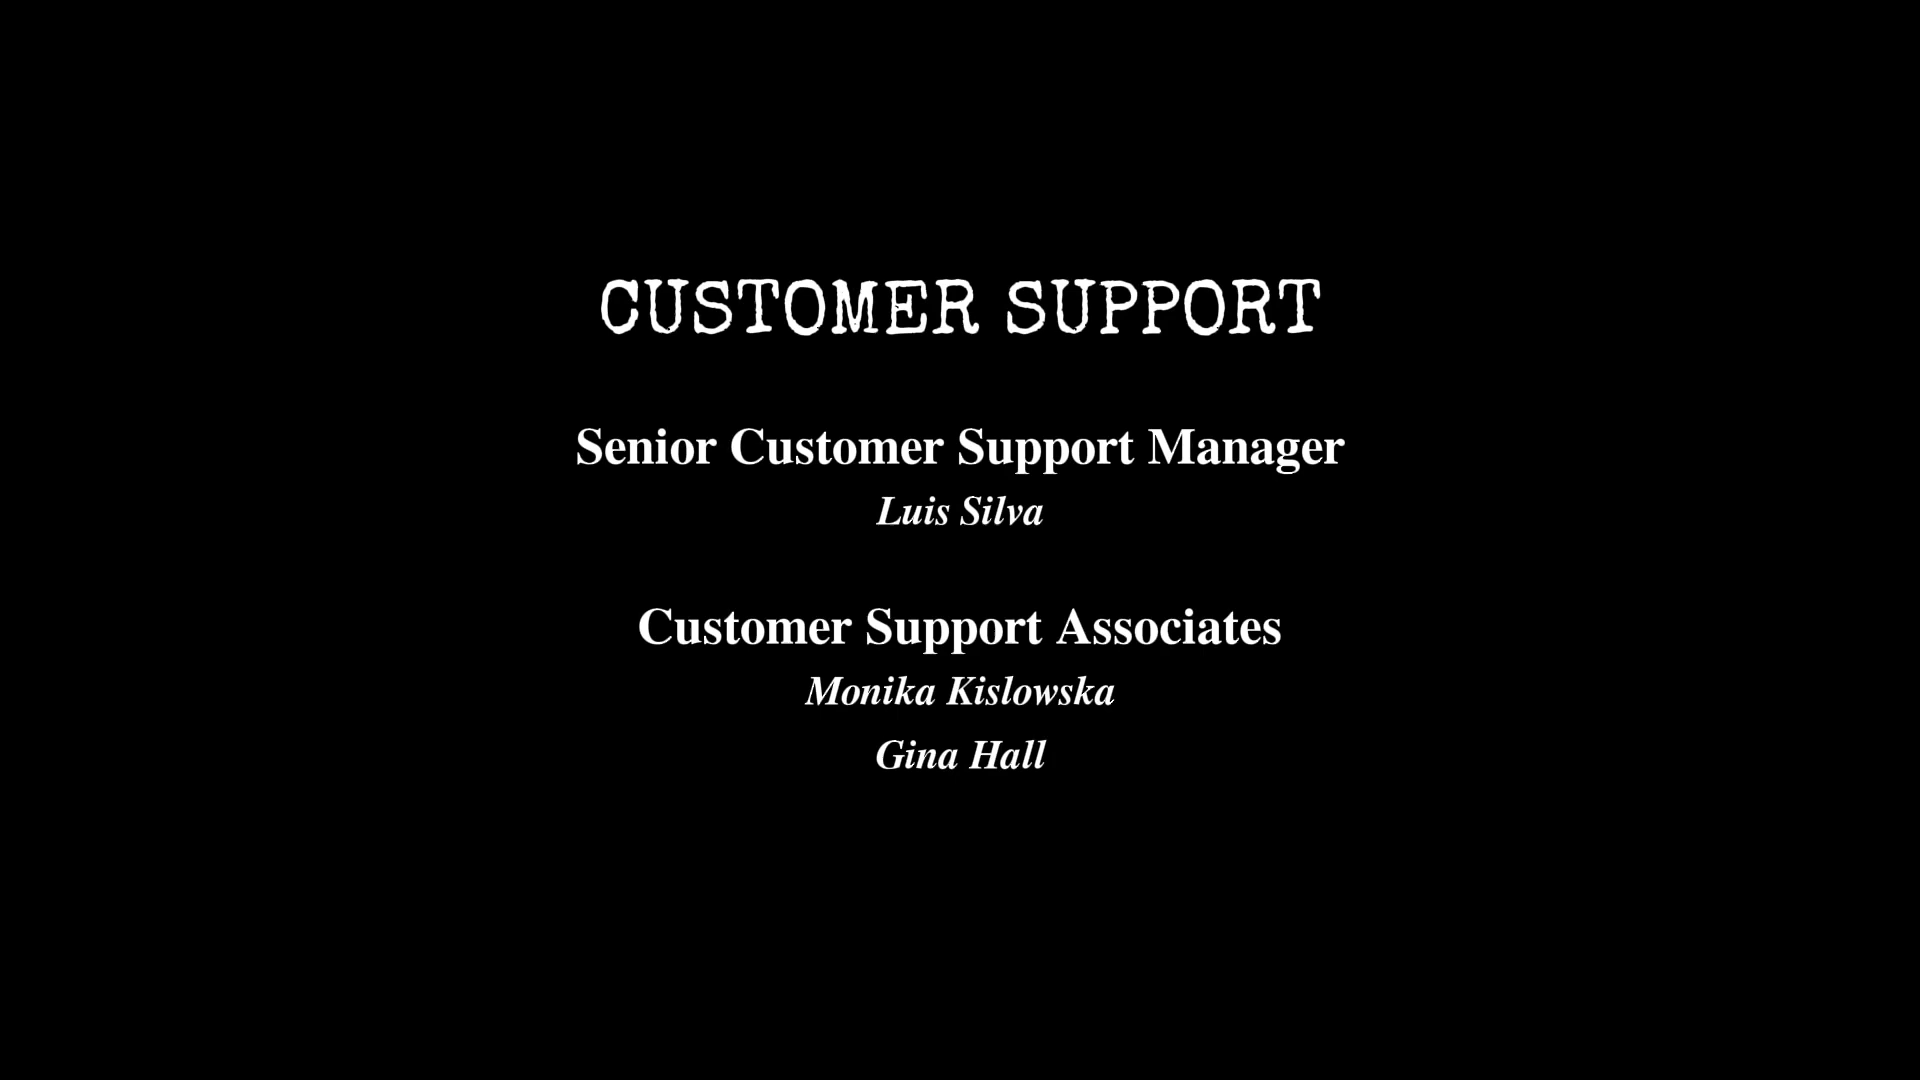 CUSTOMER SUPPORT
Senior Customer Support Manager
Luis Silva
Customer Support Associates
Monika Kislowska
Gina Hall